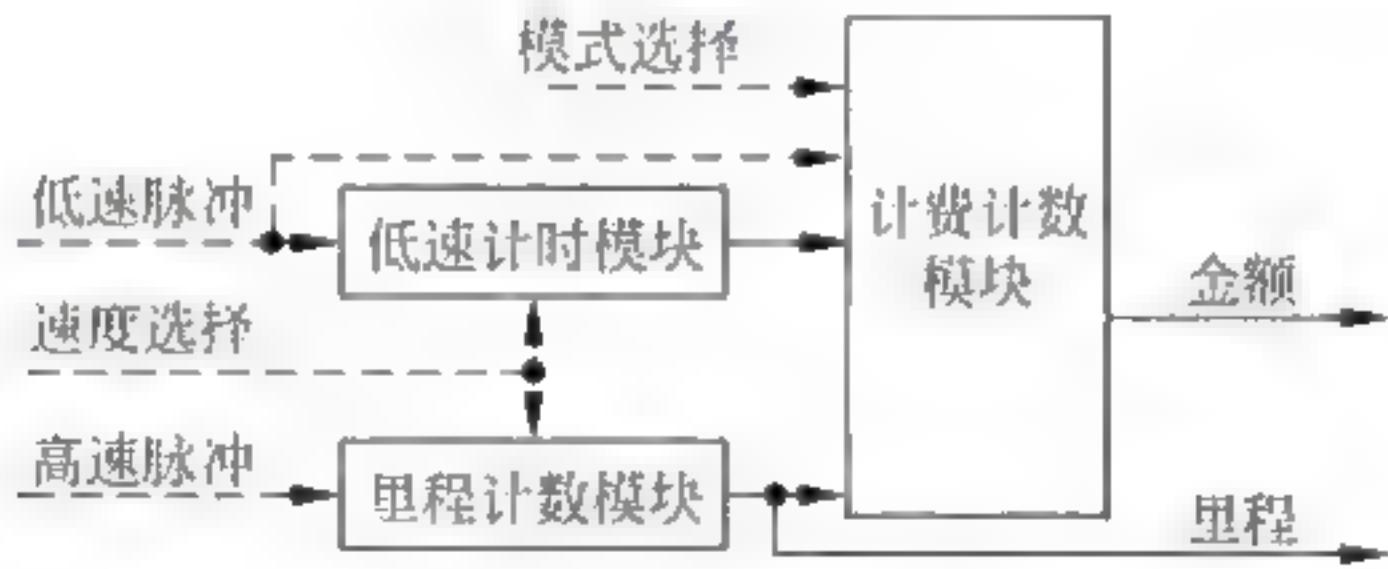 模式选择
低速脉冲
低速计时模块
计费计数
模块
金额
速度选择
高速脉冲
里程计数模块
里程